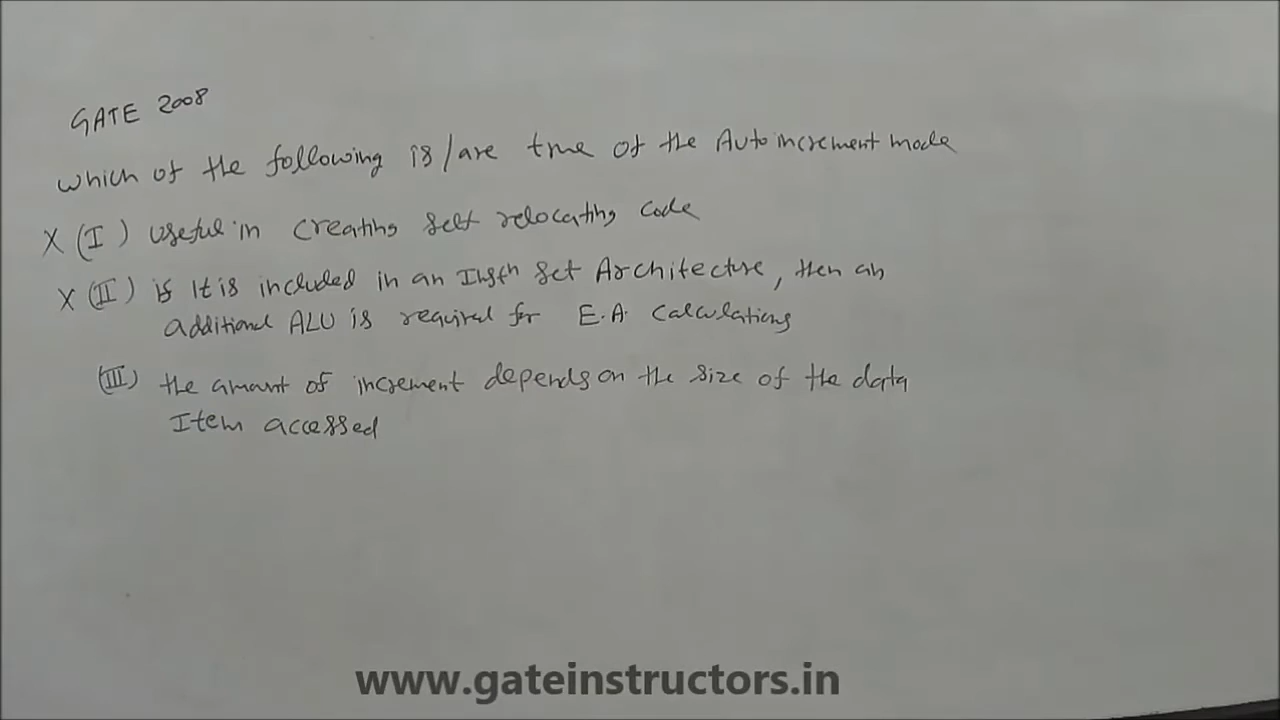 GATE 2008
which of the following is/are true of the Auto increment mode
X (I) useful in creating self relocating code
X (II) is It is included in an Instn Set Architecture, then an
additional ALU is required for E.A. calculations
(III) the amount of increment depends on the size of the data
Item accessed
www.gateinstructors.in